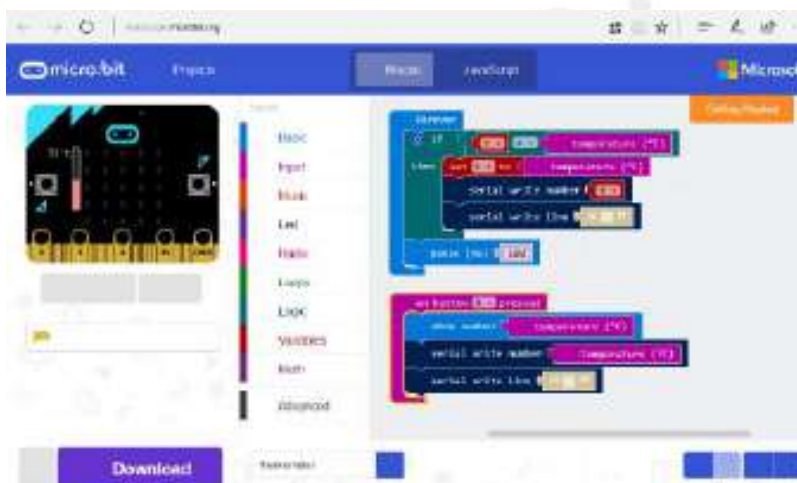 micro:bit Projects Blocks JavaScript Microsoft
Getting Started
Basic
Input
Music
Led
Radio
Loops
Logic
Variables
Math
Advanced
forever
if temperature (°C)
then set to temperature (°C)
serial write number
serial write line
pause (ms) 100
on button pressed
show number temperature (°C)
serial write number temperature (°C)
serial write line
Download